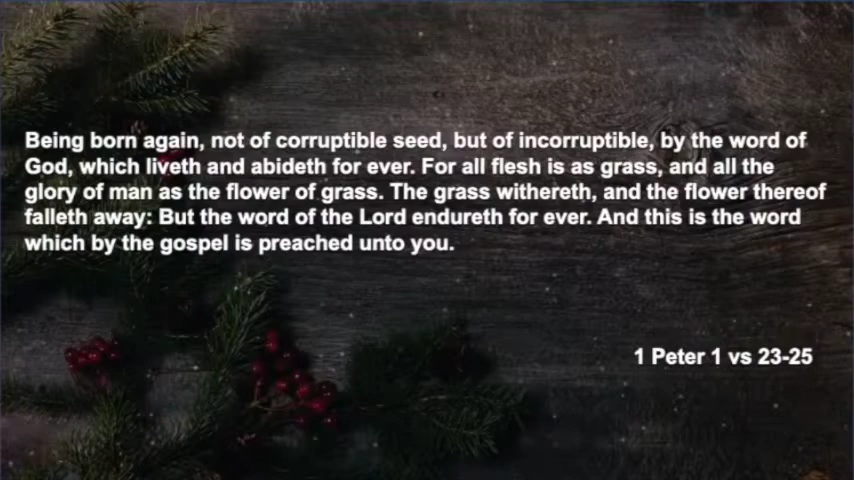 Being born again, not of corruptible seed, but of incorruptible, by the word of
God, which liveth and abideth for ever. For all flesh is as grass, and all the
glory of man as the flower of grass. The grass withereth, and the flower thereof
falleth away: But the word of the Lord endureth for ever. And this is the word
which by the gospel is preached unto you.
1 Peter 1 vs 23-25